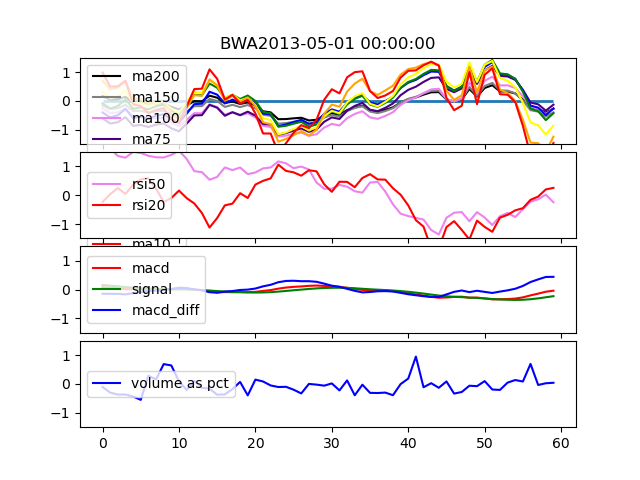 BWA2013-05-01 00:00:00
1
0
−1
ma200
ma150
ma100
ma75
1
0
−1
rsi50
rsi20
ma10
1
0
−1
macd
signal
macd_diff
1
0
−1
volume as pct
0 10 20 30 40 50 60